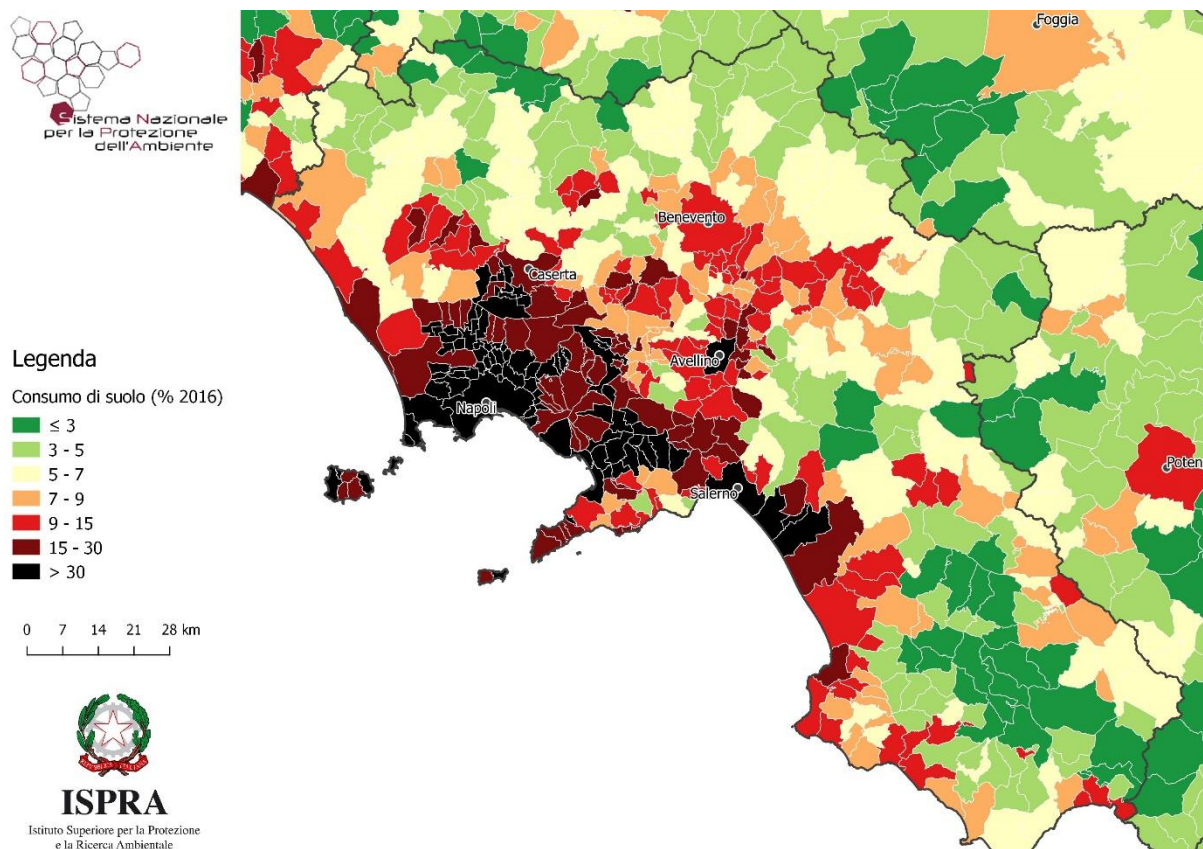 Sistema Nazionale
per la Protezione
dell'Ambiente
Foggia
Benevento
Caserta
Avellino
Napoli
Salerno
Poten
Legenda
Consumo di suolo (% 2016)
≤ 3
3 - 5
5 - 7
7 - 9
9 - 15
15 - 30
> 30
0 7 14 21 28 km
ISPRA
Istituto Superiore per la Protezione
e la Ricerca Ambientale